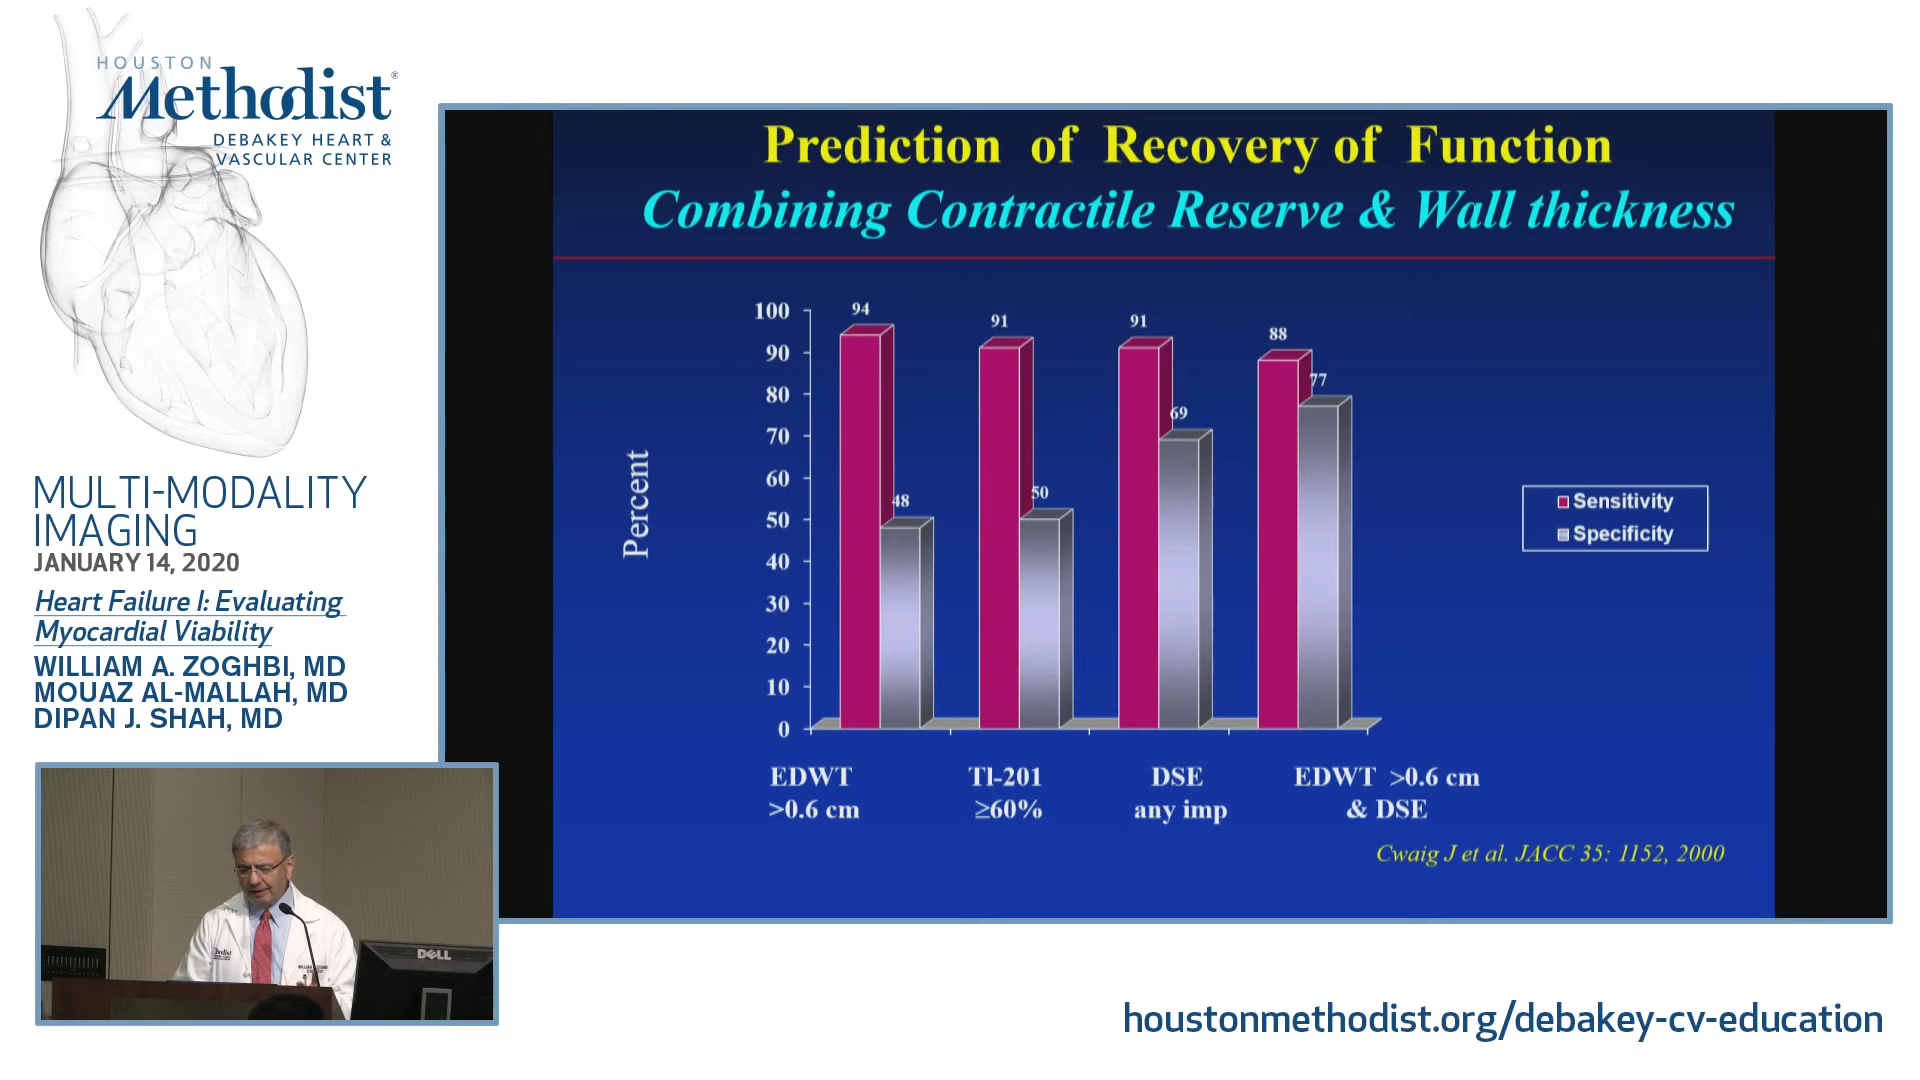 HOUSTON
Methodist®
DEBAKEY HEART &
VASCULAR CENTER
MULTI-MODALITY
IMAGING
JANUARY 14, 2020
Heart Failure I: Evaluating
Myocardial Viability
WILLIAM A. ZOGHBI, MD
MOUAZ AL-MALLAH, MD
DIPAN J. SHAH, MD
Prediction of Recovery of Function
Combining Contractile Reserve & Wall thickness
Percent
100
90
80
70
60
50
40
30
20
10
0
94
48
91
50
91
69
88
77
EDWT
>0.6 cm
Tl-201
≥60%
DSE
any imp
EDWT >0.6 cm
& DSE
Sensitivity
Specificity
Cwaig J et al. JACC 35: 1152, 2000
DELL
houstonmethodist.org/debakey-cv-education